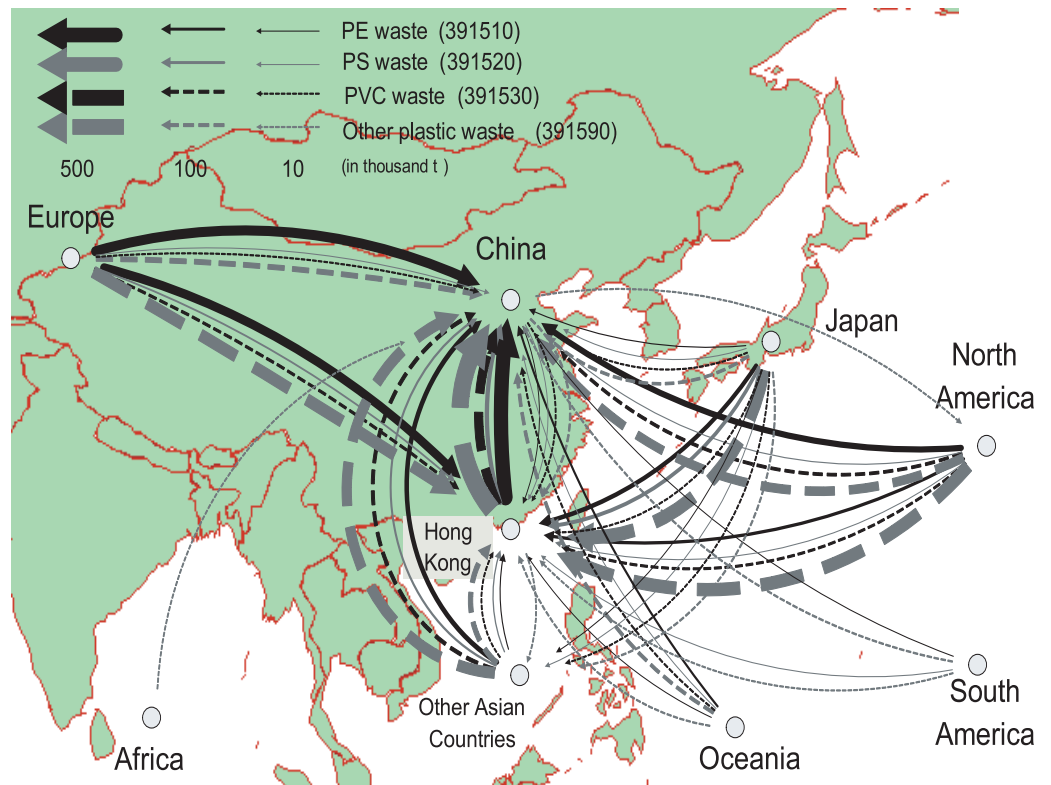 PE waste (391510)
PS waste (391520)
PVC waste (391530)
Other plastic waste (391590)
500 100 10 (in thousand t )
Europe
China
Japan
North
America
Hong
Kong
Other Asian
Countries
South
America
Africa
Oceania